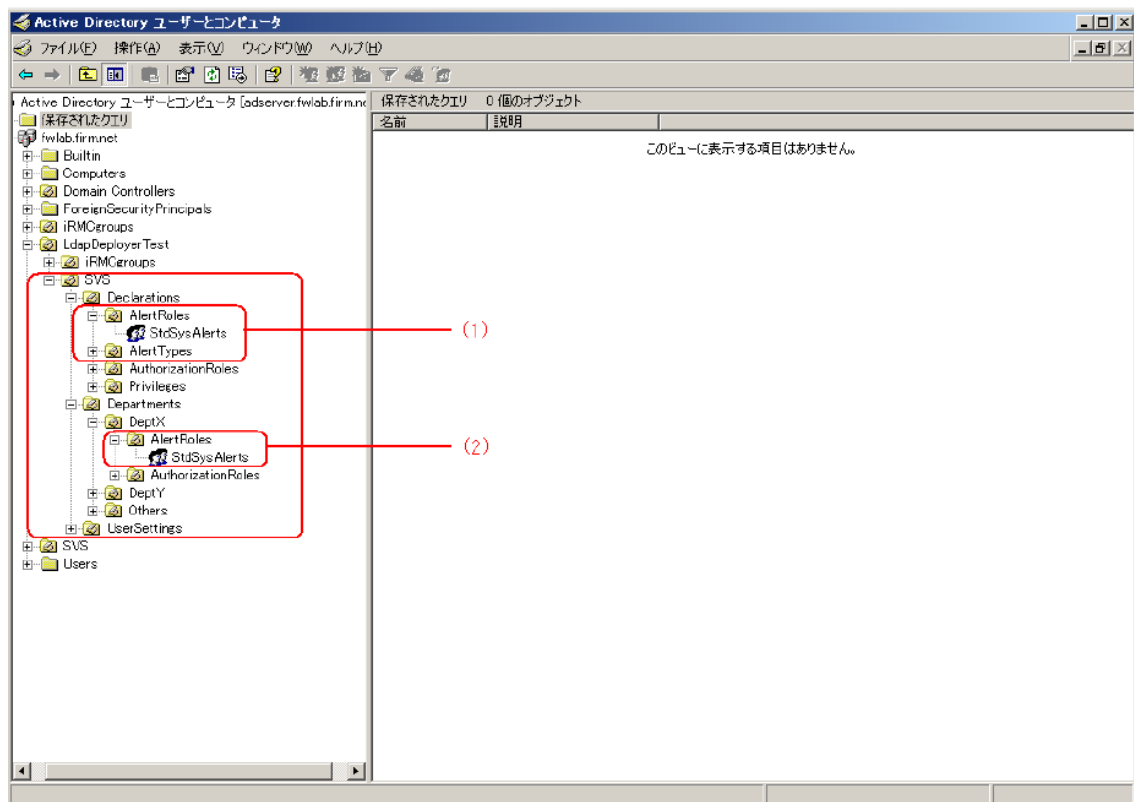 Active Directory ユーザーとコンピュータ
ファイル(F) 操作(A) 表示(V) ウィンドウ(W) ヘルプ(H)
Active Directory ユーザーとコンピュータ [adserver.fwlab.firm.ne
保存されたクエリ 0 個のオブジェクト
保存されたクエリ
名前 説明
fwlab.firm.net
このビューに表示する項目はありません。
Builtin
Computers
Domain Controllers
ForeignSecurityPrincipals
iRMCgroups
LdapDeployerTest
iRMCgroups
SVS
Declarations
AlertRoles
StdSysAlerts
(1)
AlertTypes
AuthorizationRoles
Privileges
Departments
DeptX
AlertRoles
StdSysAlerts
(2)
AuthorizationRoles
DeptY
Others
UserSettings
SVS
Users